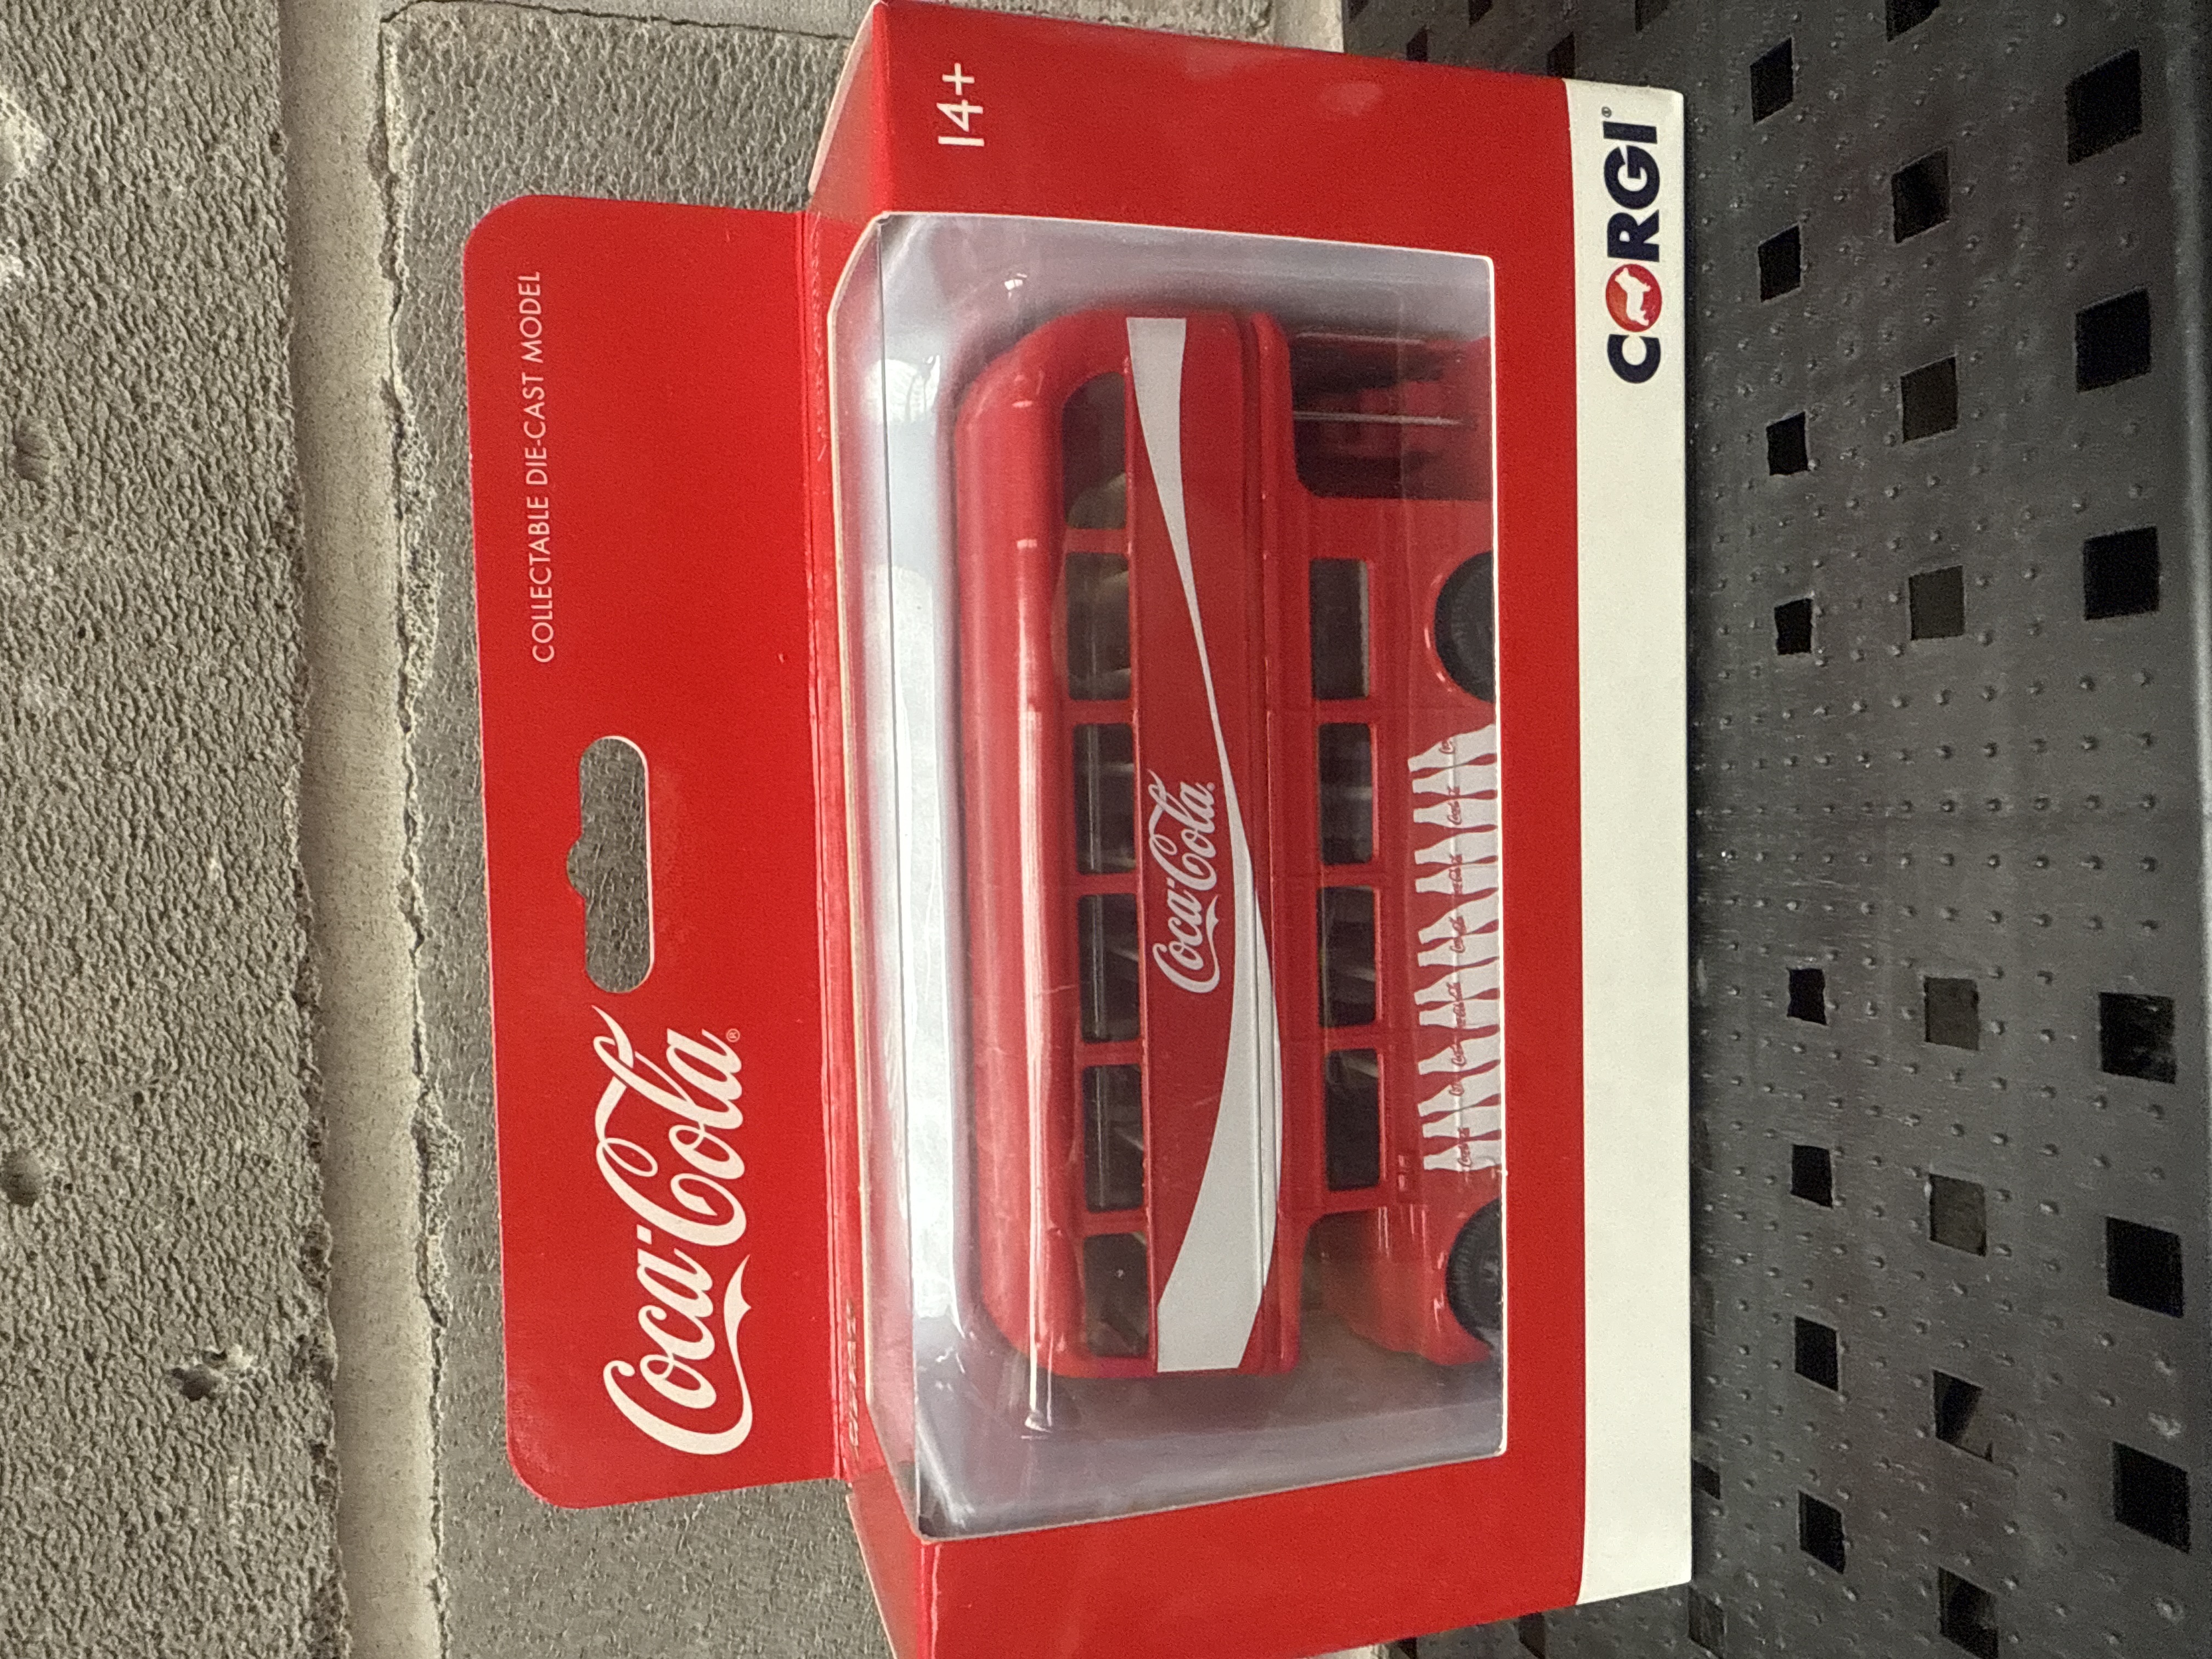 COLLECTABLE DIE-CAST MODEL
Coca-Cola®
14+
Coca-Cola®
CORGI®